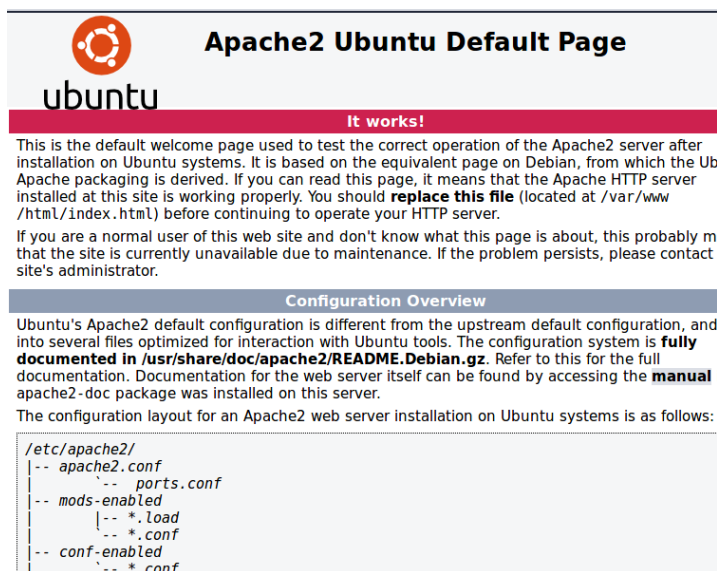 ubuntu
Apache2 Ubuntu Default Page
It works!
This is the default welcome page used to test the correct operation of the Apache2 server after
installation on Ubuntu systems. It is based on the equivalent page on Debian, from which the Ub
Apache packaging is derived. If you can read this page, it means that the Apache HTTP server
installed at this site is working properly. You should replace this file (located at /var/www
/html/index.html) before continuing to operate your HTTP server.
If you are a normal user of this web site and don't know what this page is about, this probably m
that the site is currently unavailable due to maintenance. If the problem persists, please contact
site's administrator.
Configuration Overview
Ubuntu's Apache2 default configuration is different from the upstream default configuration, and
into several files optimized for interaction with Ubuntu tools. The configuration system is fully
documented in /usr/share/doc/apache2/README.Debian.gz. Refer to this for the full
documentation. Documentation for the web server itself can be found by accessing the manual
apache2-doc package was installed on this server.
The configuration layout for an Apache2 web server installation on Ubuntu systems is as follows:
/etc/apache2/
|-- apache2.conf
|       `--  ports.conf
|-- mods-enabled
|       |-- *.load
|       `-- *.conf
|-- conf-enabled
|       `-- *.conf